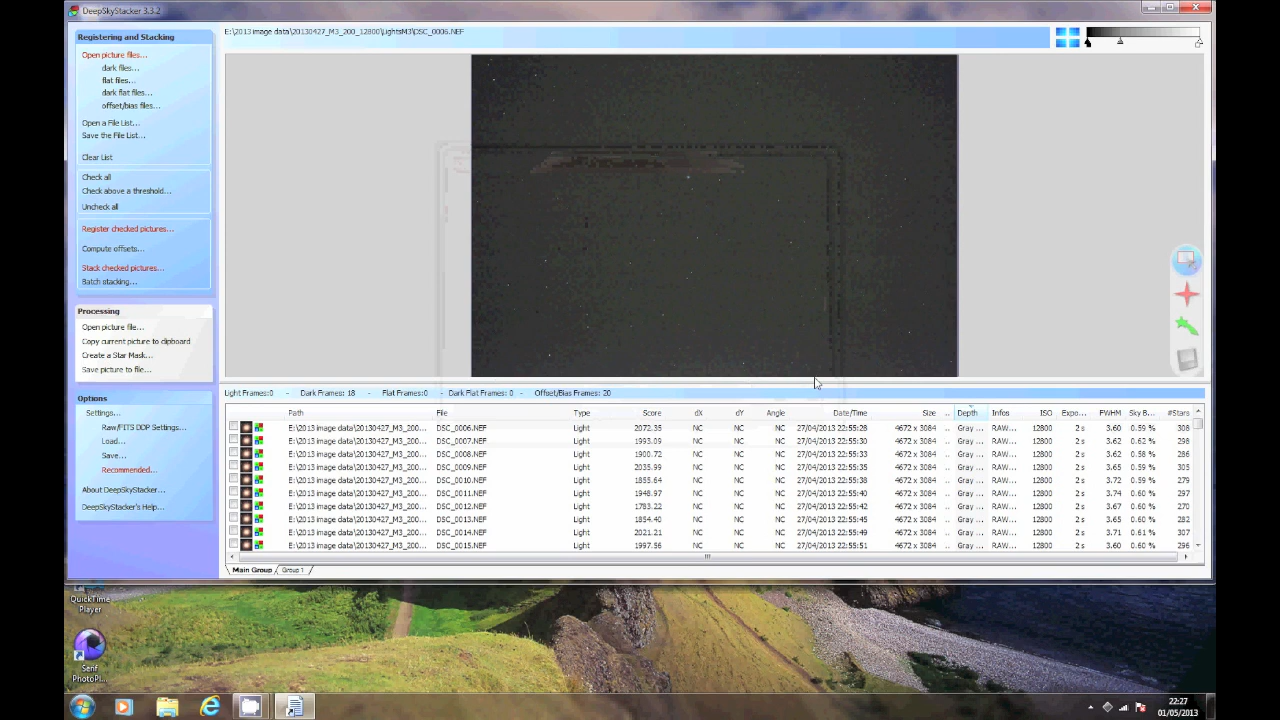 DeepSkyStacker 3.3.2
Registering and Stacking
Open picture files...
dark files...
flat files...
dark flat files...
offset/bias files...
Open a File List...
Save the File List...
Clear List
Check all
Check above a threshold...
Uncheck all
Register checked pictures...
Compute offsets...
Stack checked pictures...
Batch stacking...
Processing
Open picture file...
Copy current picture to clipboard
Create a Star Mask...
Save picture to file...
Options
Settings...
Raw/FITS DDP Settings...
Load...
Save...
Recommended...
About DeepSkyStacker...
DeepSkyStacker's Help...
E:\2013 image data\20130427_M3_200_12800\LightsM3\DSC_0006.NEF
Light Frames:0 - Dark Frames: 18 - Flat Frames:0 - Dark Flat Frames: 0 - Offset/Bias Frames: 20
Path File Type Score dX dY Angle Date/Time Size .. Depth Infos ISO Expo... FWHM Sky B... #Stars
E:\2013 image data\20130427_M3_200... DSC_0006.NEF Light 2072.35 NC NC NC 27/04/2013 22:55:28 4672 x 3084 .. Gray ... RAW... 12800 2 s 3.60 0.59 % 308
E:\2013 image data\20130427_M3_200... DSC_0007.NEF Light 1993.09 NC NC NC 27/04/2013 22:55:30 4672 x 3084 .. Gray ... RAW... 12800 2 s 3.62 0.62 % 298
E:\2013 image data\20130427_M3_200... DSC_0008.NEF Light 1900.72 NC NC NC 27/04/2013 22:55:33 4672 x 3084 .. Gray ... RAW... 12800 2 s 3.62 0.58 % 286
E:\2013 image data\20130427_M3_200... DSC_0009.NEF Light 2035.99 NC NC NC 27/04/2013 22:55:35 4672 x 3084 .. Gray ... RAW... 12800 2 s 3.65 0.59 % 305
E:\2013 image data\20130427_M3_200... DSC_0010.NEF Light 1855.64 NC NC NC 27/04/2013 22:55:38 4672 x 3084 .. Gray ... RAW... 12800 2 s 3.72 0.59 % 279
E:\2013 image data\20130427_M3_200... DSC_0011.NEF Light 1948.97 NC NC NC 27/04/2013 22:55:40 4672 x 3084 .. Gray ... RAW... 12800 2 s 3.74 0.60 % 297
E:\2013 image data\20130427_M3_200... DSC_0012.NEF Light 1783.22 NC NC NC 27/04/2013 22:55:42 4672 x 3084 .. Gray ... RAW... 12800 2 s 3.67 0.60 % 270
E:\2013 image data\20130427_M3_200... DSC_0013.NEF Light 1854.40 NC NC NC 27/04/2013 22:55:45 4672 x 3084 .. Gray ... RAW... 12800 2 s 3.65 0.60 % 282
E:\2013 image data\20130427_M3_200... DSC_0014.NEF Light 2021.21 NC NC NC 27/04/2013 22:55:49 4672 x 3084 .. Gray ... RAW... 12800 2 s 3.71 0.61 % 307
E:\2013 image data\20130427_M3_200... DSC_0015.NEF Light 1997.56 NC NC NC 27/04/2013 22:55:51 4672 x 3084 .. Gray ... RAW... 12800 2 s 3.60 0.60 % 296
Main Group Group 1
QuickTime
Player
Serif
PhotoPl...
22:27
01/05/2013